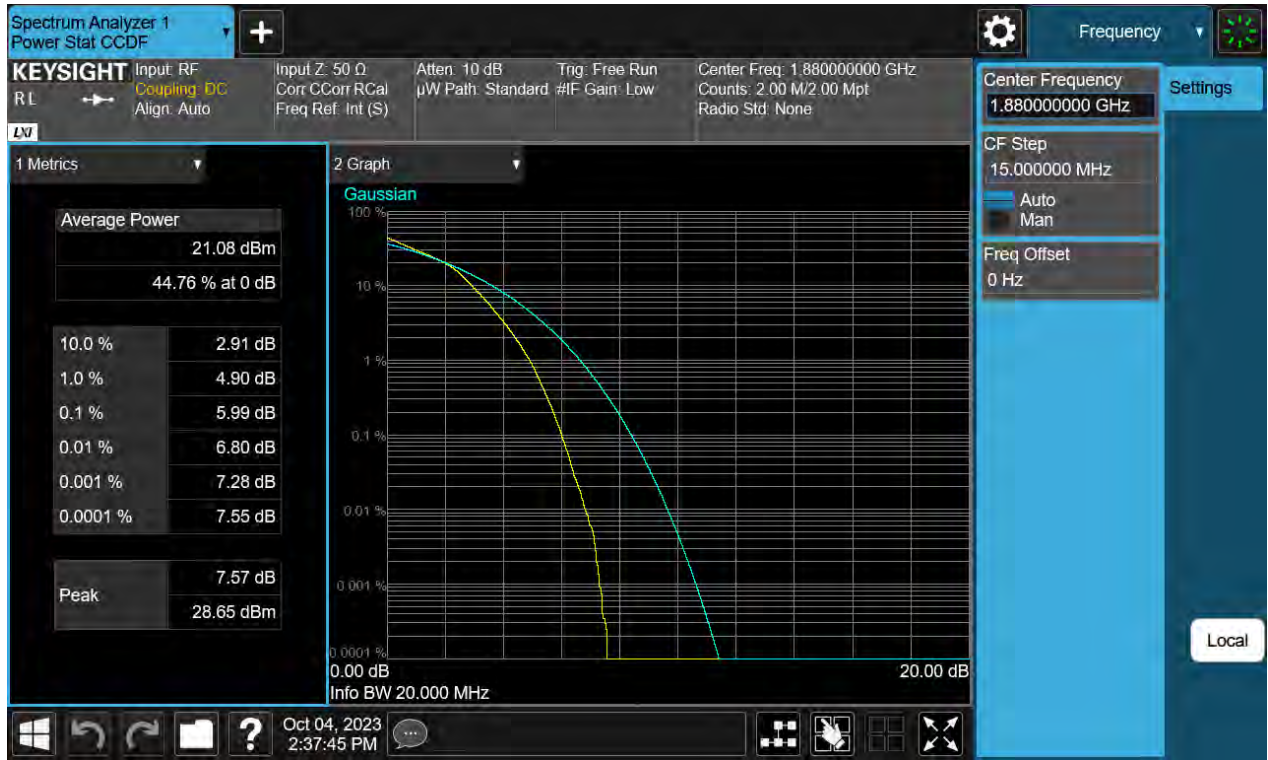 Spectrum Analyzer 1
Power Stat CCDF
Frequency
KEYSIGHT
RL
LXI
Input: RF
Coupling: DC
Align: Auto
Input Z: 50 Ω
Corr CCorr RCal
Freq Ref: Int (S)
Atten: 10 dB
µW Path: Standard
Trig: Free Run
#IF Gain: Low
Center Freq: 1.880000000 GHz
Counts: 2.00 M/2.00 Mpt
Radio Std: None
Center Frequency
1.880000000 GHz
Settings
CF Step
15.000000 MHz
Auto
Man
Freq Offset
0 Hz
1 Metrics
Average Power
21.08 dBm
44.76 % at 0 dB
10.0 % 2.91 dB
1.0 % 4.90 dB
0.1 % 5.99 dB
0.01 % 6.80 dB
0.001 % 7.28 dB
0.0001 % 7.55 dB
Peak
7.57 dB
28.65 dBm
2 Graph
Gaussian
100 %
10 %
1 %
0.1 %
0.01 %
0.001 %
0.0001 %
0.00 dB
20.00 dB
Info BW 20.000 MHz
Local
?
Oct 04, 2023
2:37:45 PM